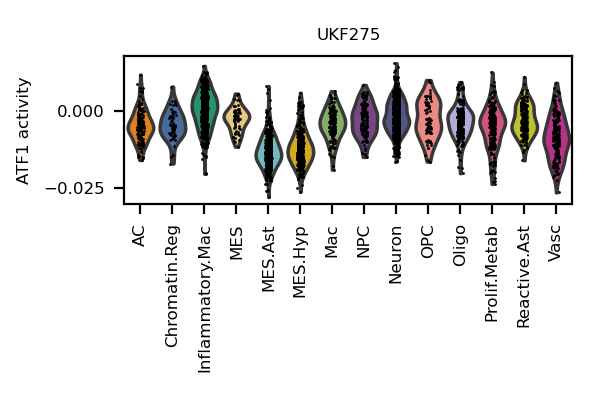 UKF275
ATF1 activity
0.000
−0.025
AC
Chromatin.Reg
Inflammatory.Mac
MES
MES.Ast
MES.Hyp
Mac
NPC
Neuron
OPC
Oligo
Prolif.Metab
Reactive.Ast
Vasc